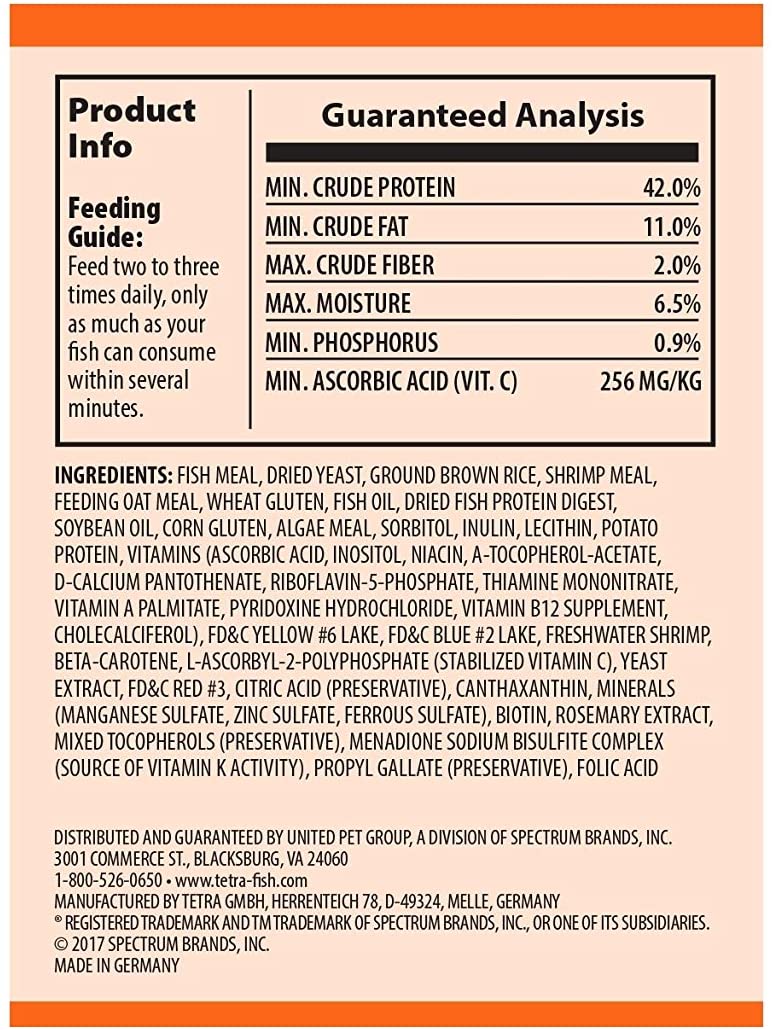 Product
Info
Feeding
Guide:
Feed two to three
times daily, only
as much as your
fish can consume
within several
minutes.
Guaranteed Analysis
MIN. CRUDE PROTEIN 42.0%
MIN. CRUDE FAT 11.0%
MAX. CRUDE FIBER 2.0%
MAX. MOISTURE 6.5%
MIN. PHOSPHORUS 0.9%
MIN. ASCORBIC ACID (VIT. C) 256 MG/KG
INGREDIENTS: FISH MEAL, DRIED YEAST, GROUND BROWN RICE, SHRIMP MEAL,
FEEDING OAT MEAL, WHEAT GLUTEN, FISH OIL, DRIED FISH PROTEIN DIGEST,
SOYBEAN OIL, CORN GLUTEN, ALGAE MEAL, SORBITOL, INULIN, LECITHIN, POTATO
PROTEIN, VITAMINS (ASCORBIC ACID, INOSITOL, NIACIN, A-TOCOPHEROL-ACETATE,
D-CALCIUM PANTOTHENATE, RIBOFLAVIN-5-PHOSPHATE, THIAMINE MONONITRATE,
VITAMIN A PALMITATE, PYRIDOXINE HYDROCHLORIDE, VITAMIN B12 SUPPLEMENT,
CHOLECALCIFEROL), FD&C YELLOW #6 LAKE, FD&C BLUE #2 LAKE, FRESHWATER SHRIMP,
BETA-CAROTENE, L-ASCORBYL-2-POLYPHOSPHATE (STABILIZED VITAMIN C), YEAST
EXTRACT, FD&C RED #3, CITRIC ACID (PRESERVATIVE), CANTHAXANTHIN, MINERALS
(MANGANESE SULFATE, ZINC SULFATE, FERROUS SULFATE), BIOTIN, ROSEMARY EXTRACT,
MIXED TOCOPHEROLS (PRESERVATIVE), MENADIONE SODIUM BISULFITE COMPLEX
(SOURCE OF VITAMIN K ACTIVITY), PROPYL GALLATE (PRESERVATIVE), FOLIC ACID
DISTRIBUTED AND GUARANTEED BY UNITED PET GROUP, A DIVISION OF SPECTRUM BRANDS, INC.
3001 COMMERCE ST., BLACKSBURG, VA 24060
1-800-526-0650 • www.tetra-fish.com
MANUFACTURED BY TETRA GMBH, HERRENTEICH 78, D-49324, MELLE, GERMANY
® REGISTERED TRADEMARK AND TM TRADEMARK OF SPECTRUM BRANDS, INC., OR ONE OF ITS SUBSIDIARIES.
© 2017 SPECTRUM BRANDS, INC.
MADE IN GERMANY